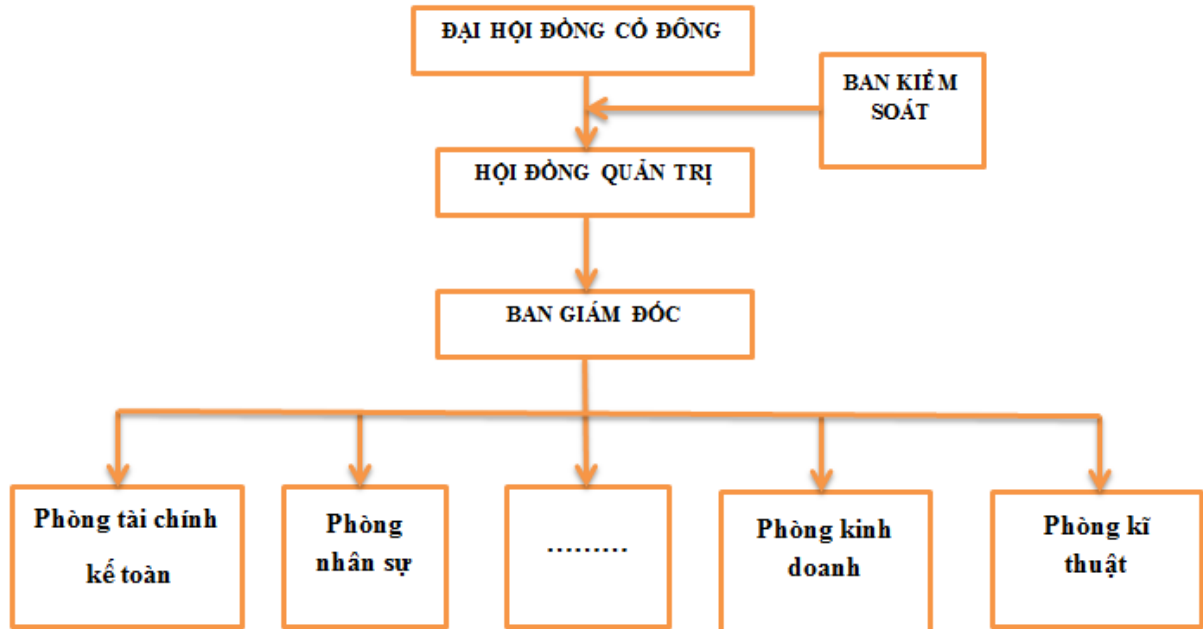 ĐẠI HỘI ĐỒNG CỔ ĐÔNG
BAN KIỂM
SOÁT
HỘI ĐỒNG QUẢN TRỊ
BAN GIÁM ĐỐC
Phòng tài chính
kế toàn
Phòng
nhân sự
.........
Phòng kinh
doanh
Phòng kĩ
thuật